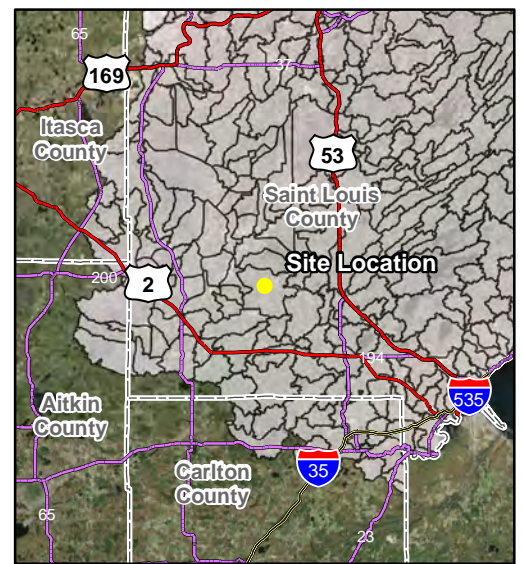 65
37
169
Itasca
County
53
Saint Louis
County
Site Location
200
2
194
535
Aitkin
County
Carlton
County
35
65
23